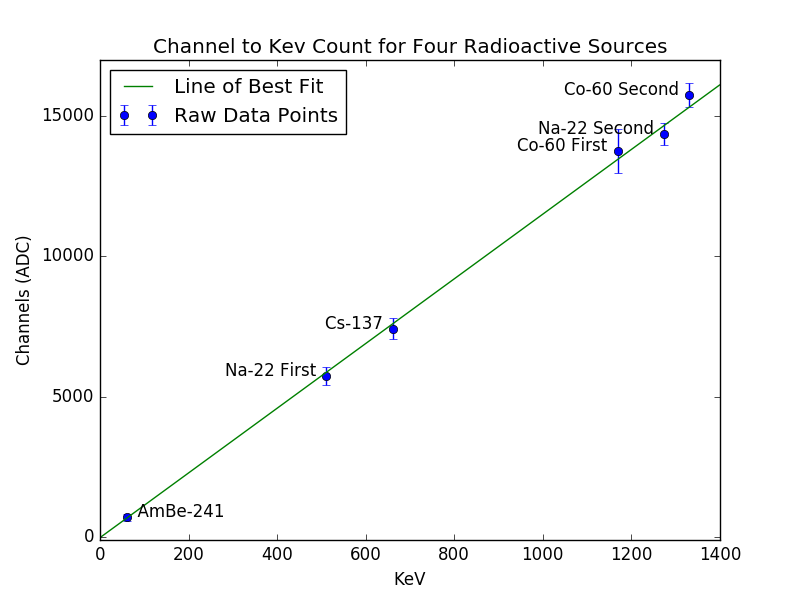 Channel to Kev Count for Four Radioactive Sources
Line of Best Fit
Raw Data Points
Co-60 Second
Na-22 Second
Co-60 First
Cs-137
Na-22 First
AmBe-241
15000
10000
5000
0
Channels (ADC)
0 200 400 600 800 1000 1200 1400
KeV